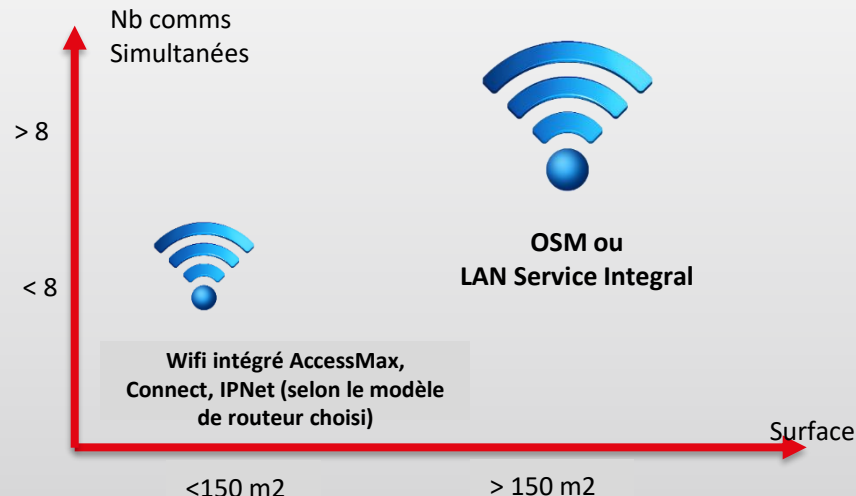 Nb comms
Simultanées
> 8
OSM ou
LAN Service Integral
< 8
Wifi intégré AccessMax,
Connect, IPNet (selon le modèle
de routeur choisi)
Surface
<150 m2
> 150 m2